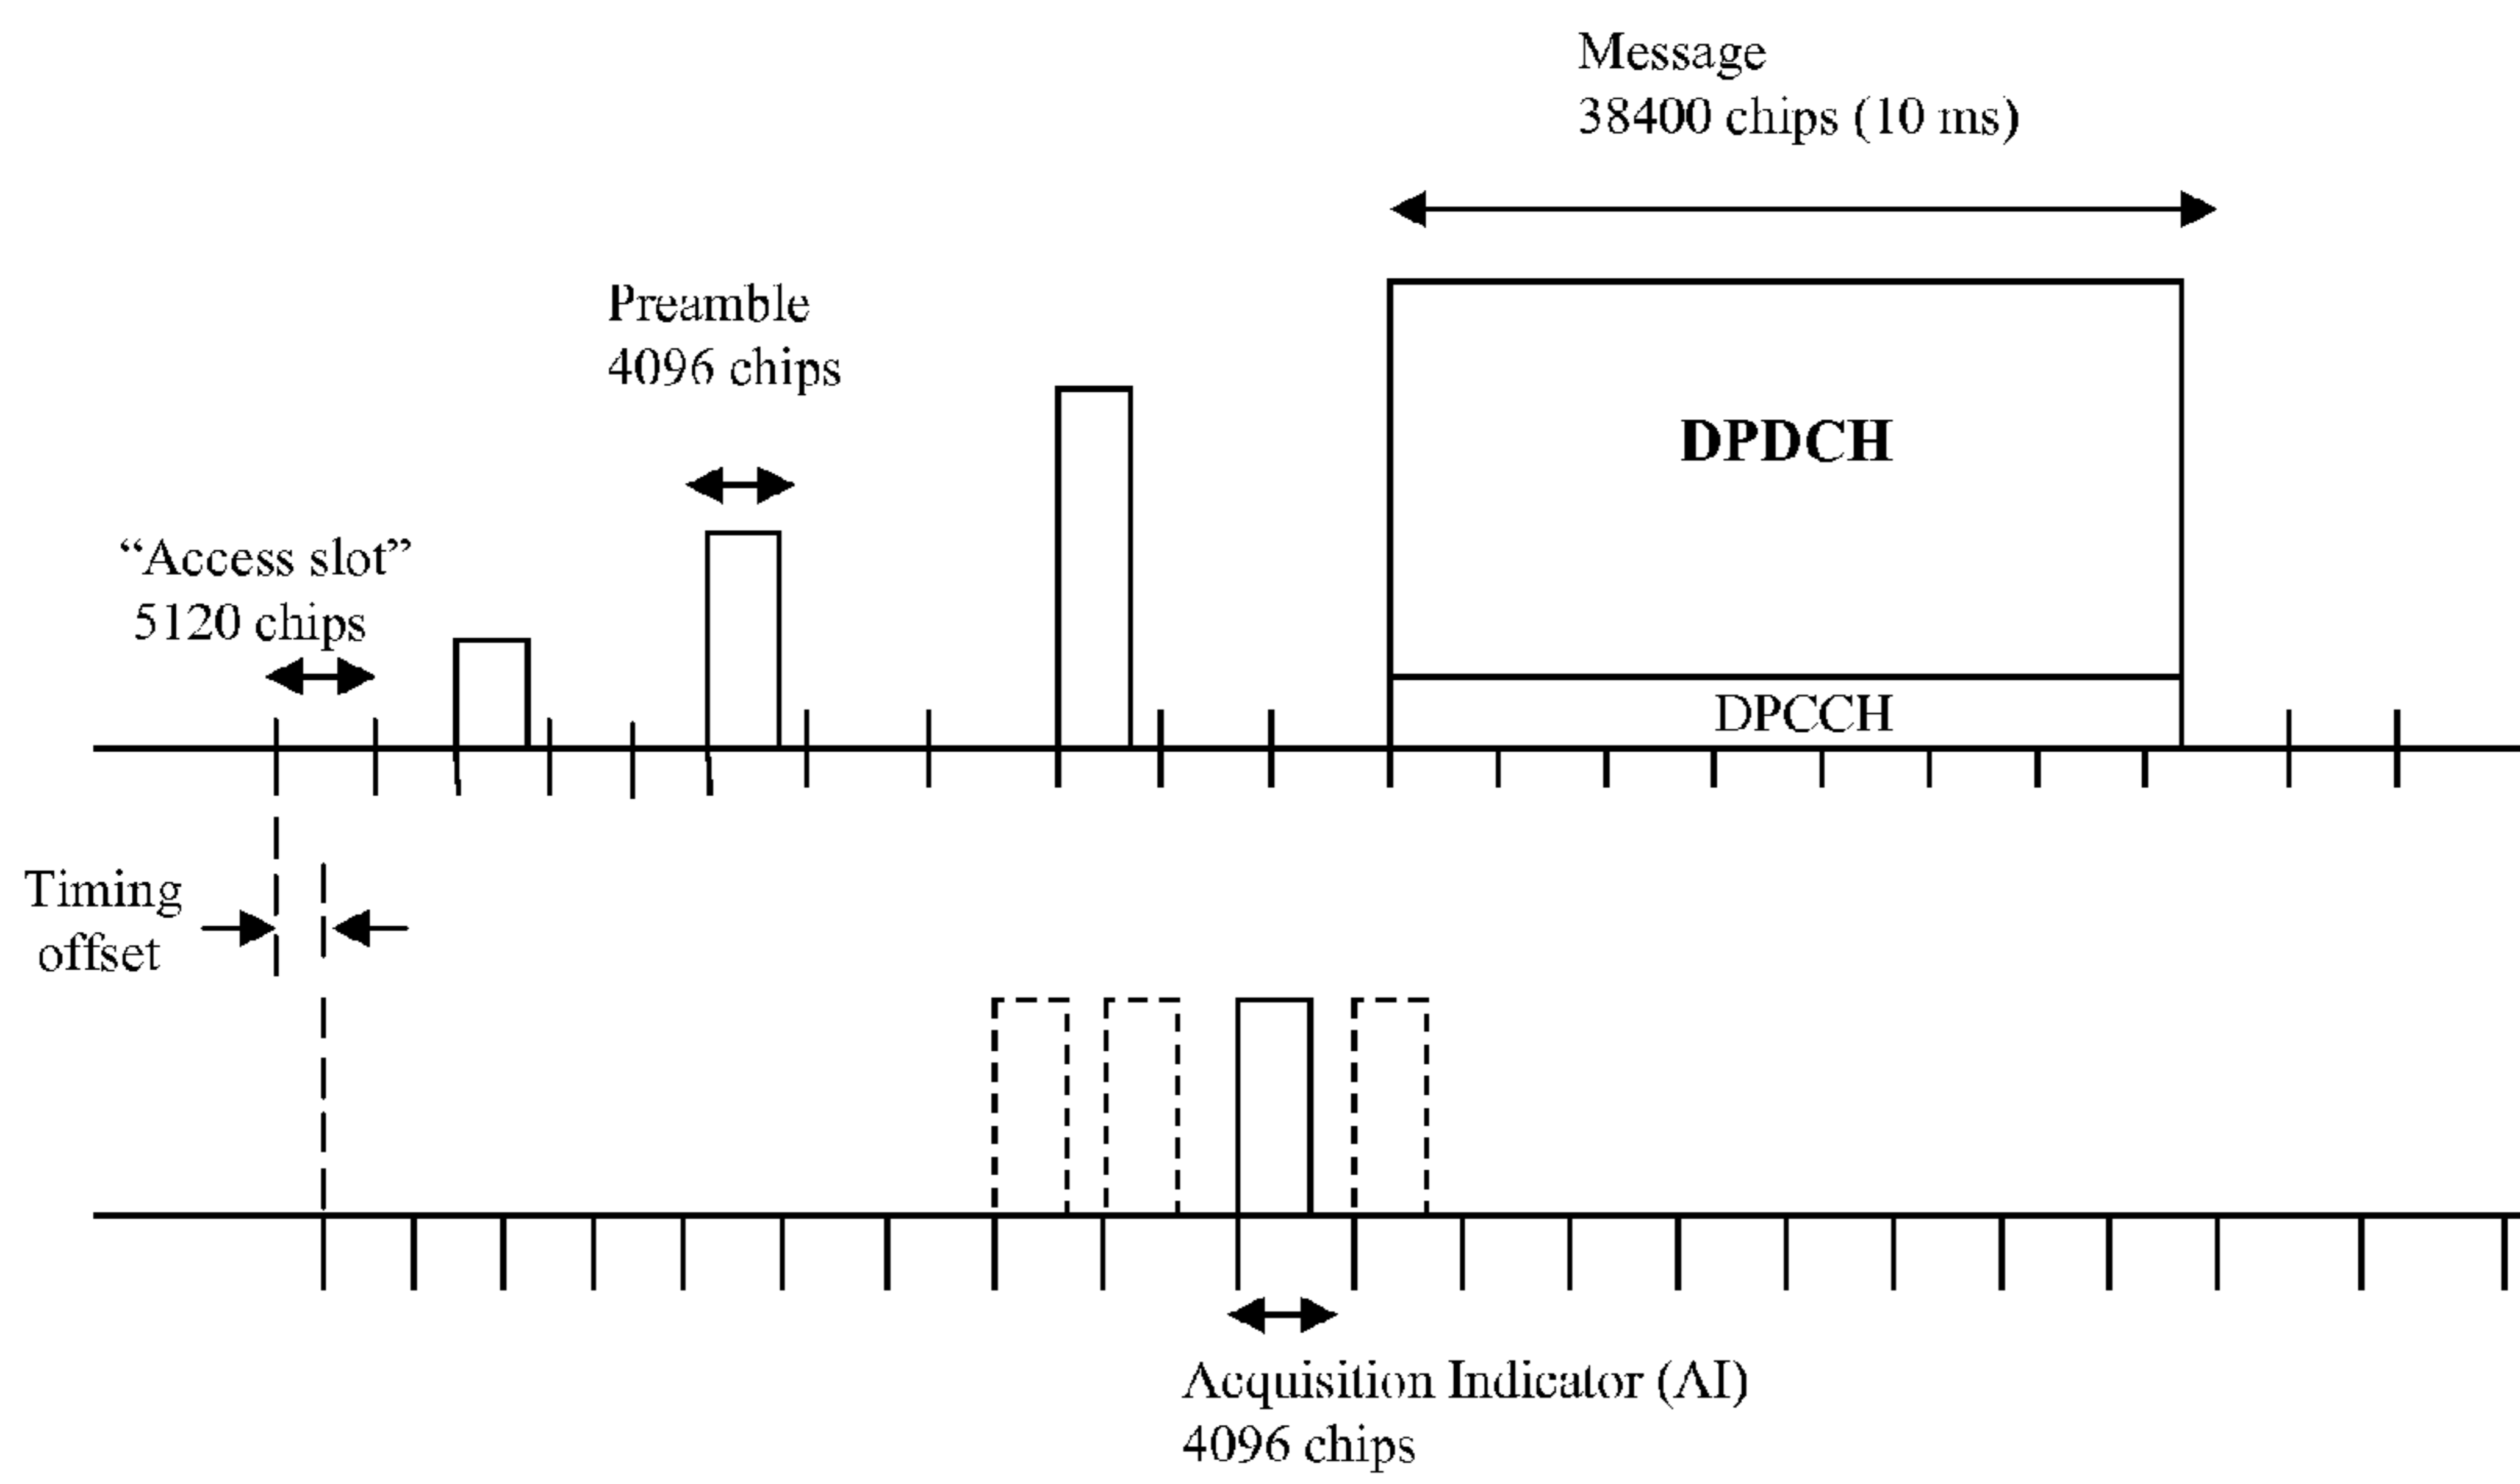 Message
38400 chips (10 ms)
Preamble
4096 chips
DPDCH
“Access slot”
5120 chips
DPCCH
Timing
offset
Acquisition Indicator (AI)
4096 chips